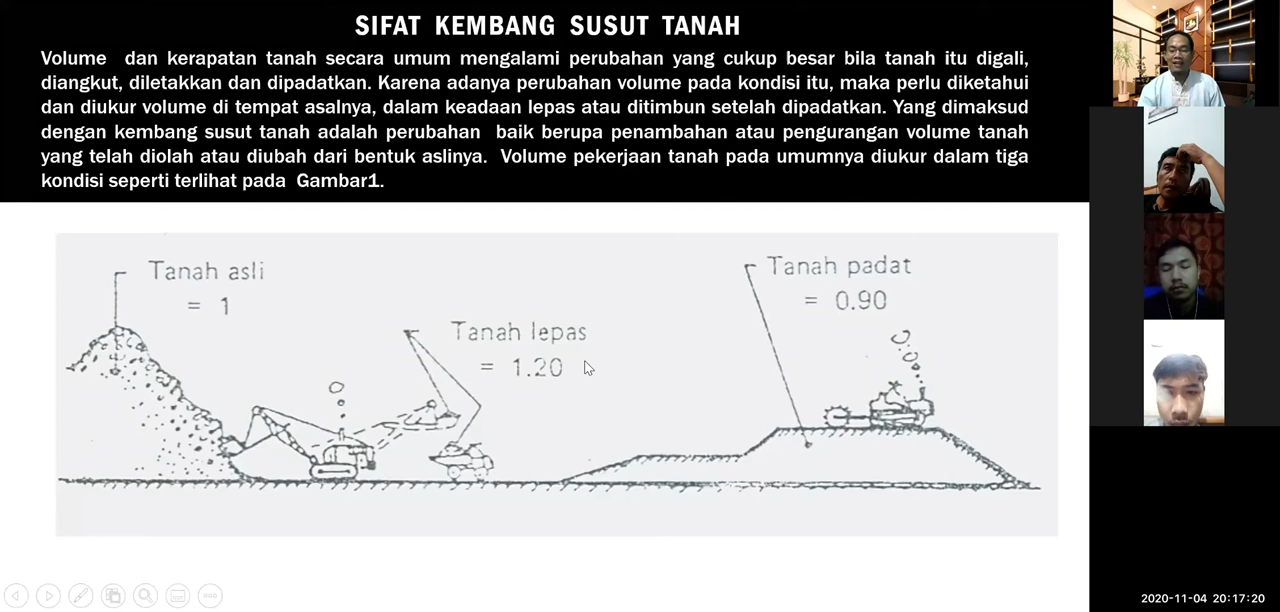 SIFAT KEMBANG SUSUT TANAH
Volume dan kerapatan tanah secara umum mengalami perubahan yang cukup besar bila tanah itu digali,
diangkut, diletakkan dan dipadatkan. Karena adanya perubahan volume pada kondisi itu, maka perlu diketahui
dan diukur volume di tempat asalnya, dalam keadaan lepas atau ditimbun setelah dipadatkan. Yang dimaksud
dengan kembang susut tanah adalah perubahan baik berupa penambahan atau pengurangan volume tanah
yang telah diolah atau diubah dari bentuk aslinya. Volume pekerjaan tanah pada umumnya diukur dalam tiga
kondisi seperti terlihat pada Gambar1.
Tanah asli
= 1
Tanah lepas
= 1.20
Tanah padat
= 0.90
2020-11-04 20:17:20